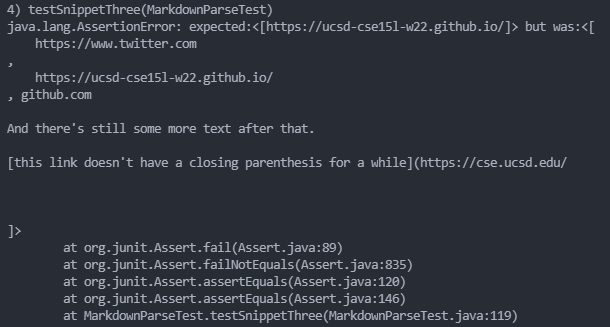 4) testSnippetThree(MarkdownParseTest)
java.lang.AssertionError: expected:<[https://ucsd-cse15l-w22.github.io/]> but was:<[
    https://www.twitter.com
,
    https://ucsd-cse15l-w22.github.io/
, github.com

And there's still some more text after that.

[this link doesn't have a closing parenthesis for a while](https://cse.ucsd.edu/



]>
        at org.junit.Assert.fail(Assert.java:89)
        at org.junit.Assert.failNotEquals(Assert.java:835)
        at org.junit.Assert.assertEquals(Assert.java:120)
        at org.junit.Assert.assertEquals(Assert.java:146)
        at MarkdownParseTest.testSnippetThree(MarkdownParseTest.java:119)